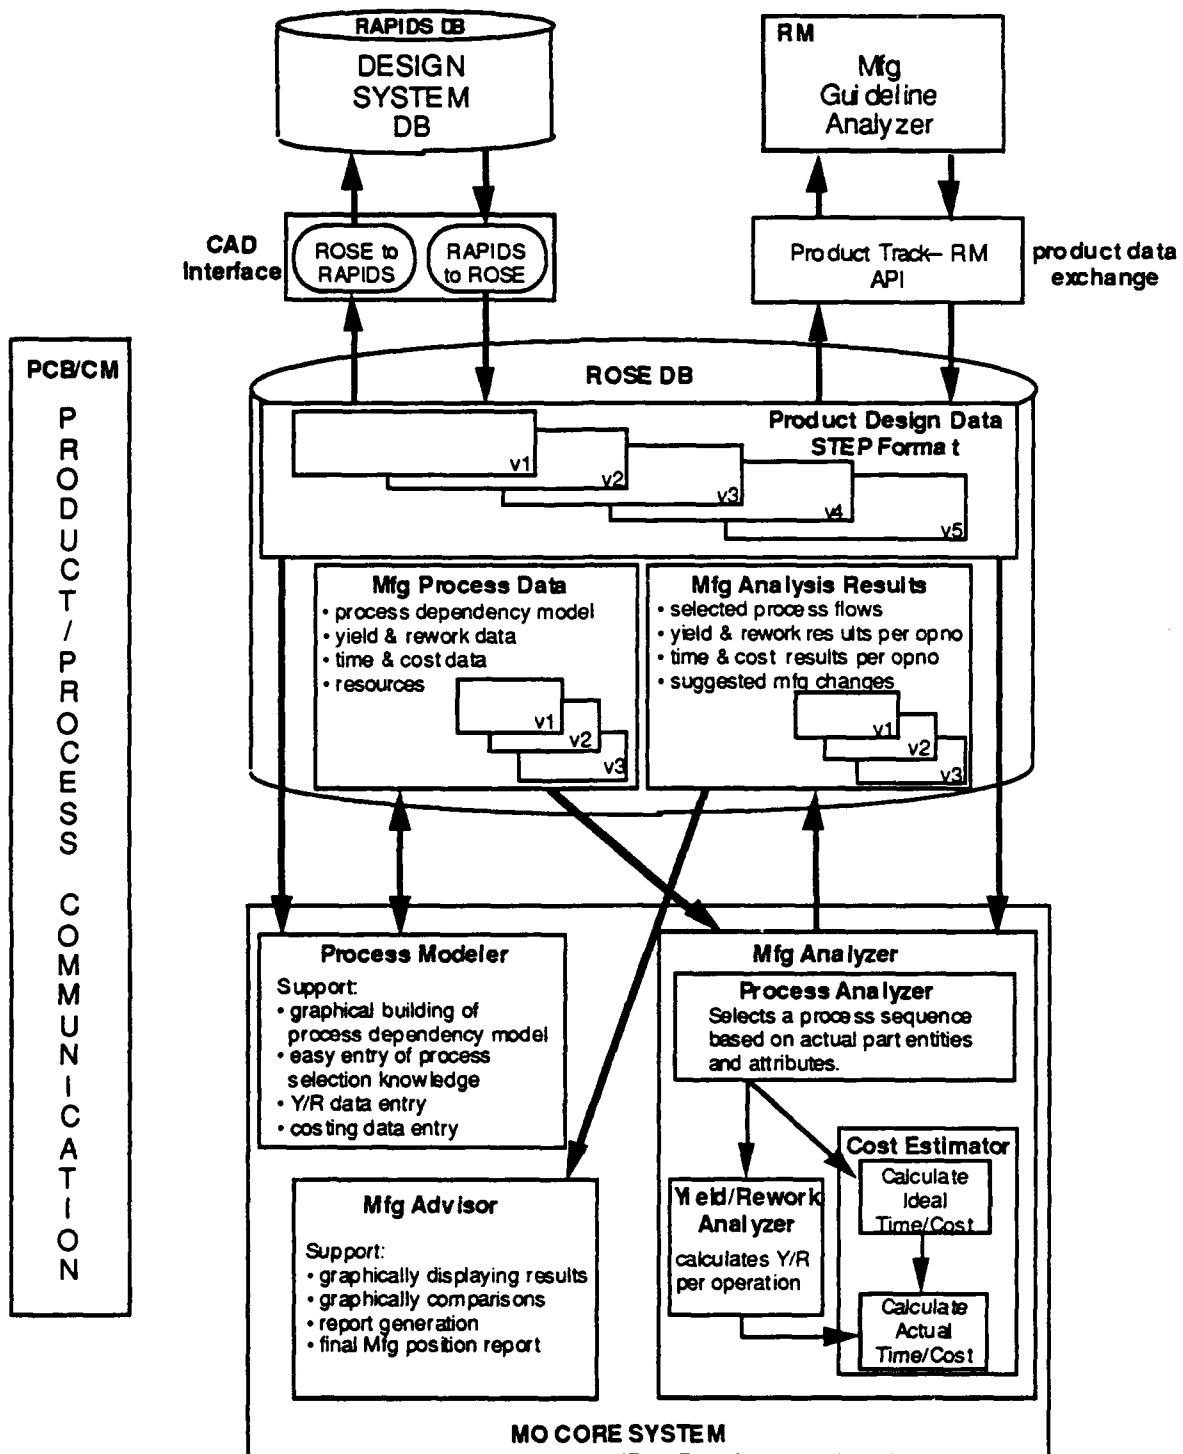 RAPIDS DB
DESIGN
SYSTEM
DB
RM
Mfg
Guideline
Analyzer
CAD
Interface
ROSE to
RAPIDS
RAPIDS
to ROSE
Product Track– RM
API
product data
exchange
PCB/CM
PRODUCT/PROCESS COMMUNICATION
ROSE DB
Product Design Data
STEP Format
v1
v2
v3
v4
v5
Mfg Process Data
• process dependency model
• yield & rework data
• time & cost data
• resources
v1
v2
v3
Mfg Analysis Results
• selected process flows
• yield & rework results per opno
• time & cost results per opno
• suggested mfg changes
v1
v2
v3
Process Modeler
Support:
• graphical building of
process dependency model
• easy entry of process
selection knowledge
• Y/R data entry
• costing data entry
Mfg Advisor
Support:
• graphically displaying results
• graphically comparisons
• report generation
• final Mfg position report
Mfg Analyzer
Process Analyzer
Selects a process sequence
based on actual part entities
and attributes.
Yield/Rework
Analyzer
calculates Y/R
per operation
Cost Estimator
Calculate
Ideal
Time/Cost
Calculate
Actual
Time/Cost
MO CORE SYSTEM